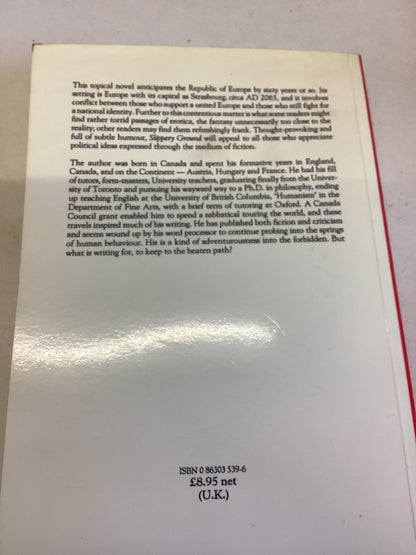 This topical novel anticipates the Republic of Europe by sixty years or so. Its
setting is Europe with its capital as Strasbourg, circa AD 2065, and it involves
conflict between those who support a united Europe and those who still fight for
a national identity. Further to this contentious matter is what some readers might
find rather torrid passages of erotica, the fantasy unnecessarily too close to the
reality; other readers may find them refreshingly frank. Thought-provoking and
full of subtle humour, Slippery Ground will appeal to all those who appreciate
political ideas expressed through the medium of fiction.
The author was born in Canada and spent his formative years in England,
Canada, and on the Continent — Austria, Hungary and France. He had his fill
of tutors, form-masters, University teachers, graduating finally from the Univer-
sity of Toronto and pursuing his wayward way to a Ph.D. in philosophy, ending
up teaching English at the University of British Columbia, 'Humanism' in the
Department of Fine Arts, with a brief term of tutoring at Oxford. A Canada
Council grant enabled him to spend a sabbatical touring the world, and these
travels inspired much of his writing. He has published both fiction and criticism
and seems wound up by his word processor to continue probing into the springs
of human behaviour. His is a kind of adventurousness into the forbidden. But
what is writing for, to keep to the beaten path?
ISBN 0 86303 539-6
£8.95 net
(U.K.)